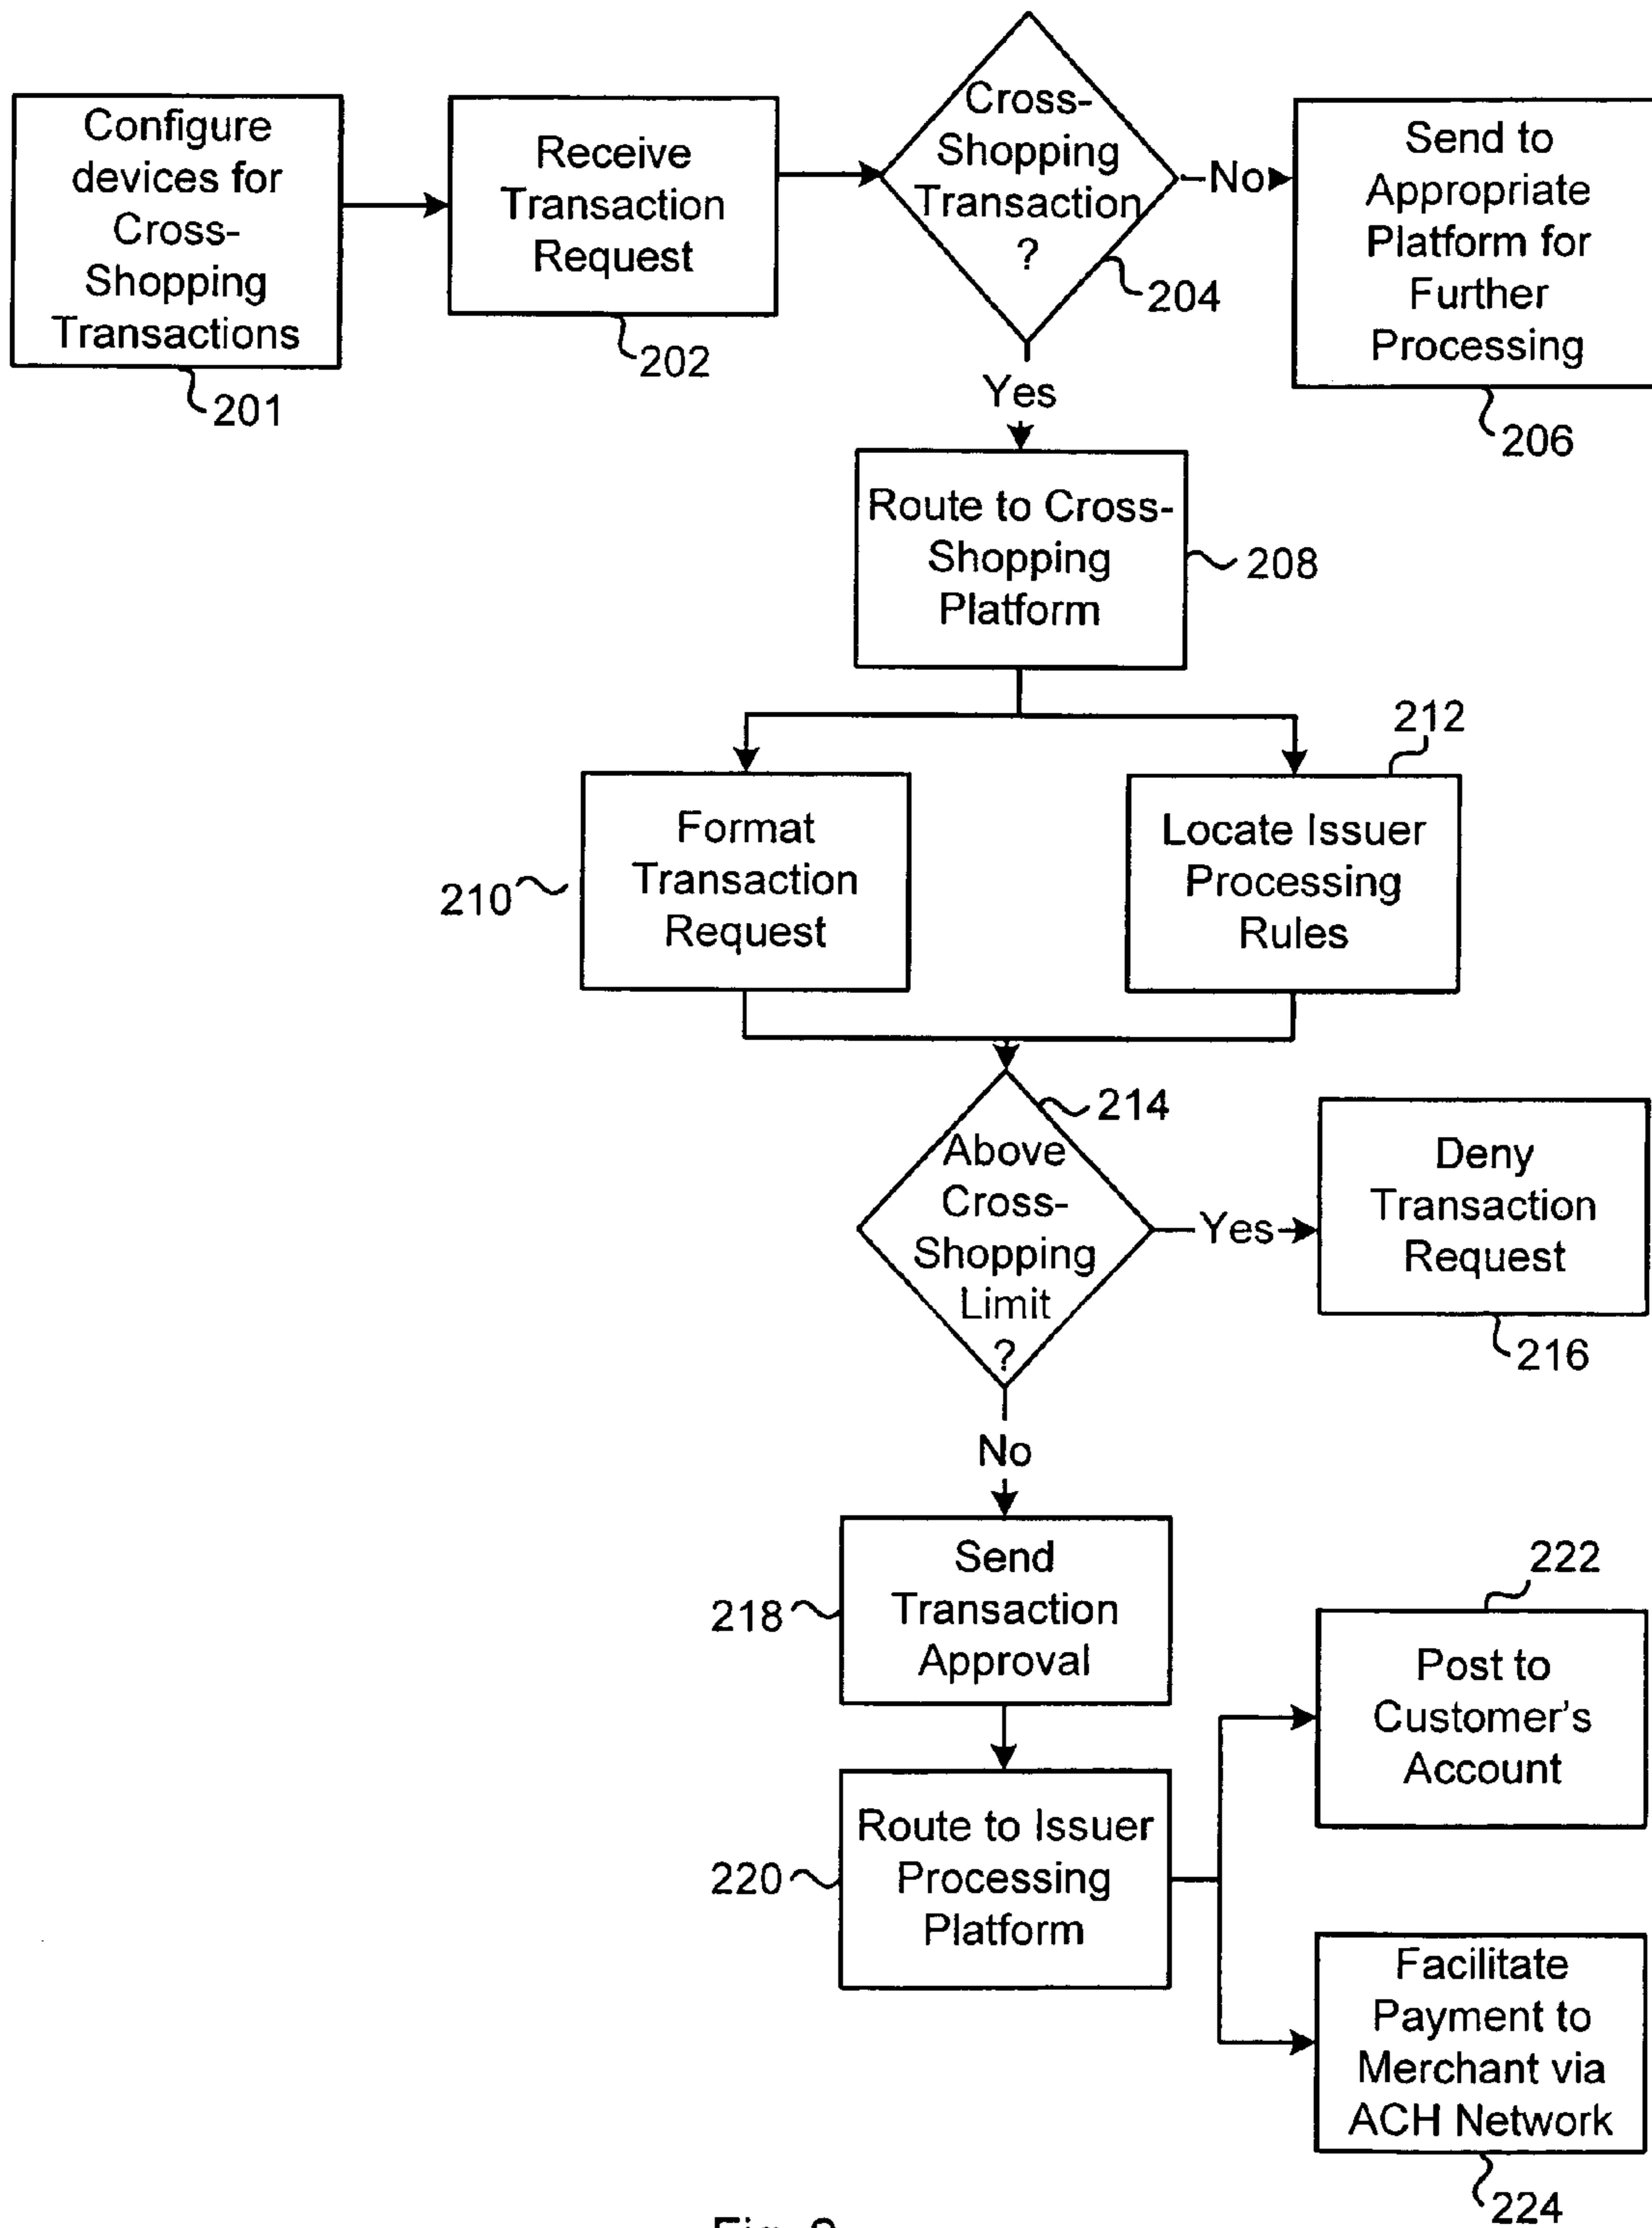 Configure
devices for
Cross-
Shopping
Transactions
201
Receive
Transaction
Request
202
Cross-
Shopping
Transaction
?
204
No
Send to
Appropriate
Platform for
Further
Processing
206
Yes
Route to Cross-
Shopping
Platform
208
Format
Transaction
Request
210
212
Locate Issuer
Processing
Rules
214
Above
Cross-
Shopping
Limit
?
Yes
Deny
Transaction
Request
216
No
Send
Transaction
Approval
218
Route to Issuer
Processing
Platform
220
222
Post to
Customer's
Account
Facilitate
Payment to
Merchant via
ACH Network
224